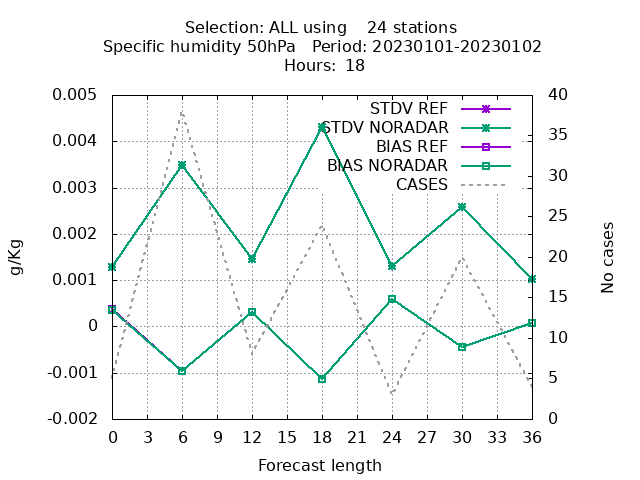 Selection: ALL using    24 stations
Specific humidity 50hPa   Period: 20230101-20230102
Hours: 18
STDV REF
STDV NORADAR
BIAS REF
BIAS NORADAR
CASES
0.005
0.004
0.003
0.002
0.001
0
-0.001
-0.002
g/Kg
40
35
30
25
20
15
10
5
0
No cases
0 3 6 9 12 15 18 21 24 27 30 33 36
Forecast length